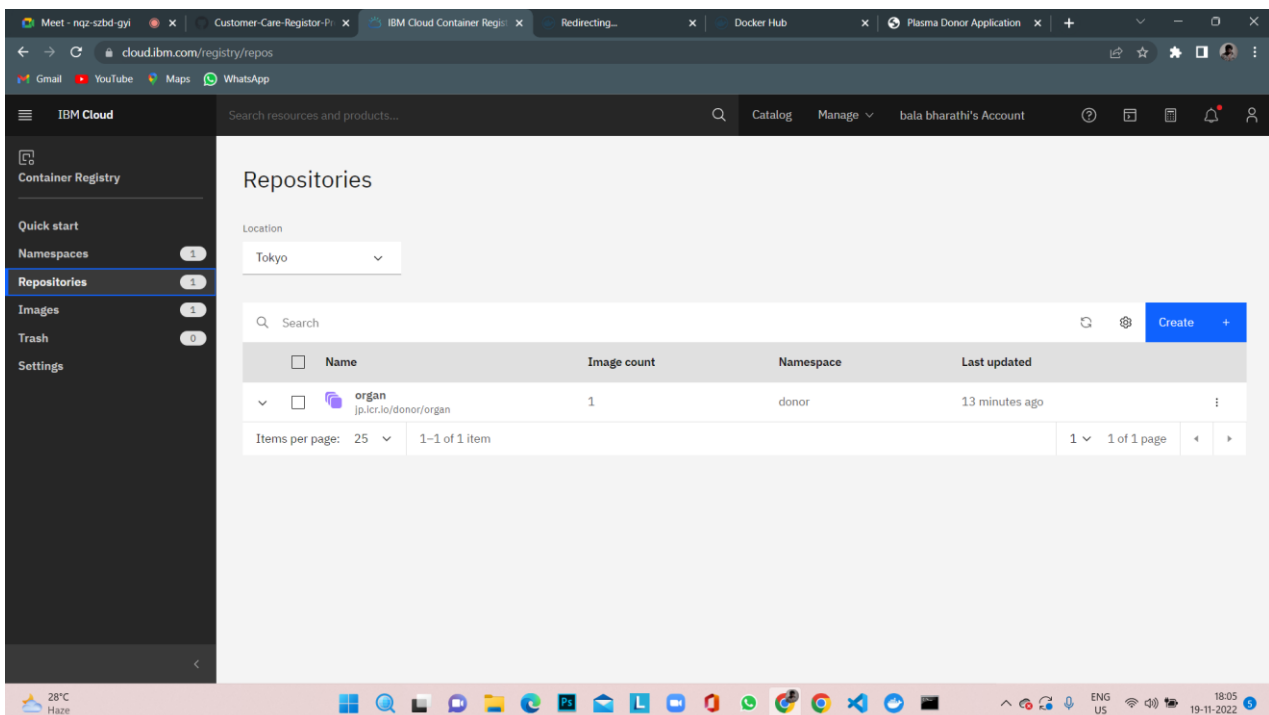 Meet - nqz-szbd-gyi
Customer-Care-Registor-Pr
IBM Cloud Container Regist
Redirecting...
Docker Hub
Plasma Donor Application
cloud.ibm.com/registry/repos
Gmail YouTube Maps WhatsApp
IBM Cloud
Search resources and products...
Catalog Manage bala bharathi's Account
Container Registry
Quick start
Namespaces 1
Repositories 1
Images 1
Trash 0
Settings
Repositories
Location
Tokyo
Search
Create +
Name Image count Namespace Last updated
organ 1 donor 13 minutes ago
jp.icr.io/donor/organ
Items per page: 25 1–1 of 1 item 1 1 of 1 page
28°C
Haze
ENG
US
18:05
19-11-2022
5